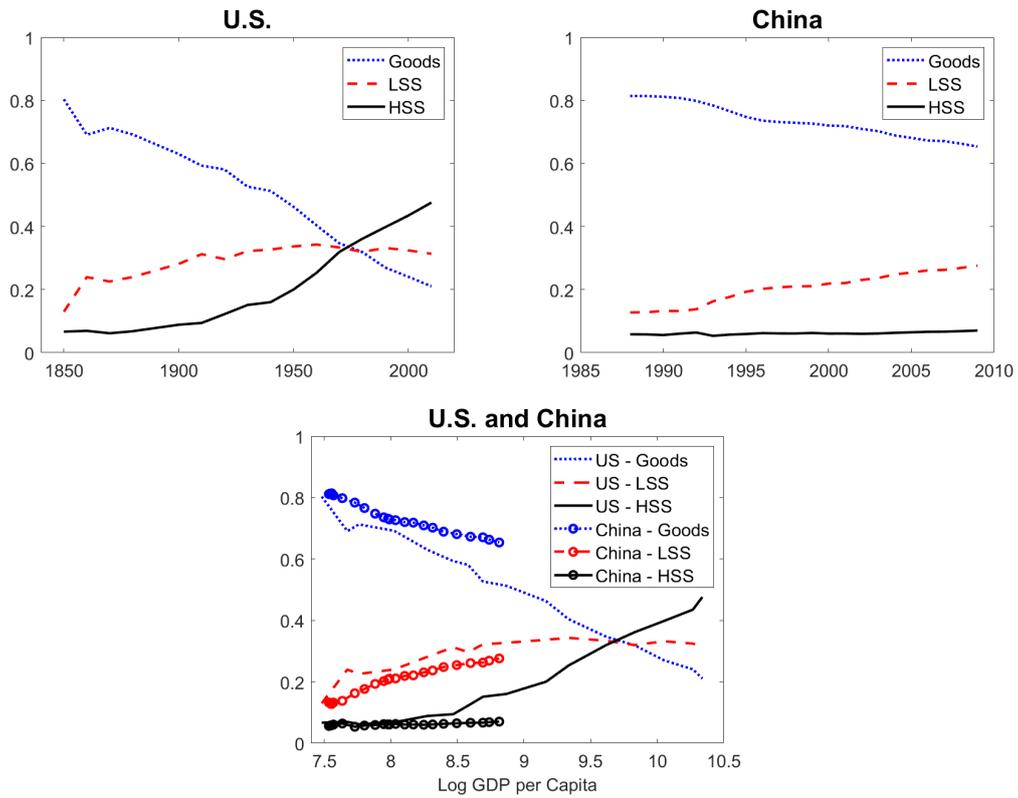 U.S.
1
0.8
0.6
0.4
0.2
0
1850 1900 1950 2000
Goods
LSS
HSS
China
1
0.8
0.6
0.4
0.2
0
1985 1990 1995 2000 2005 2010
Goods
LSS
HSS
U.S. and China
1
0.8
0.6
0.4
0.2
0
7.5 8 8.5 9 9.5 10 10.5
Log GDP per Capita
US - Goods
US - LSS
US - HSS
China - Goods
China - LSS
China - HSS